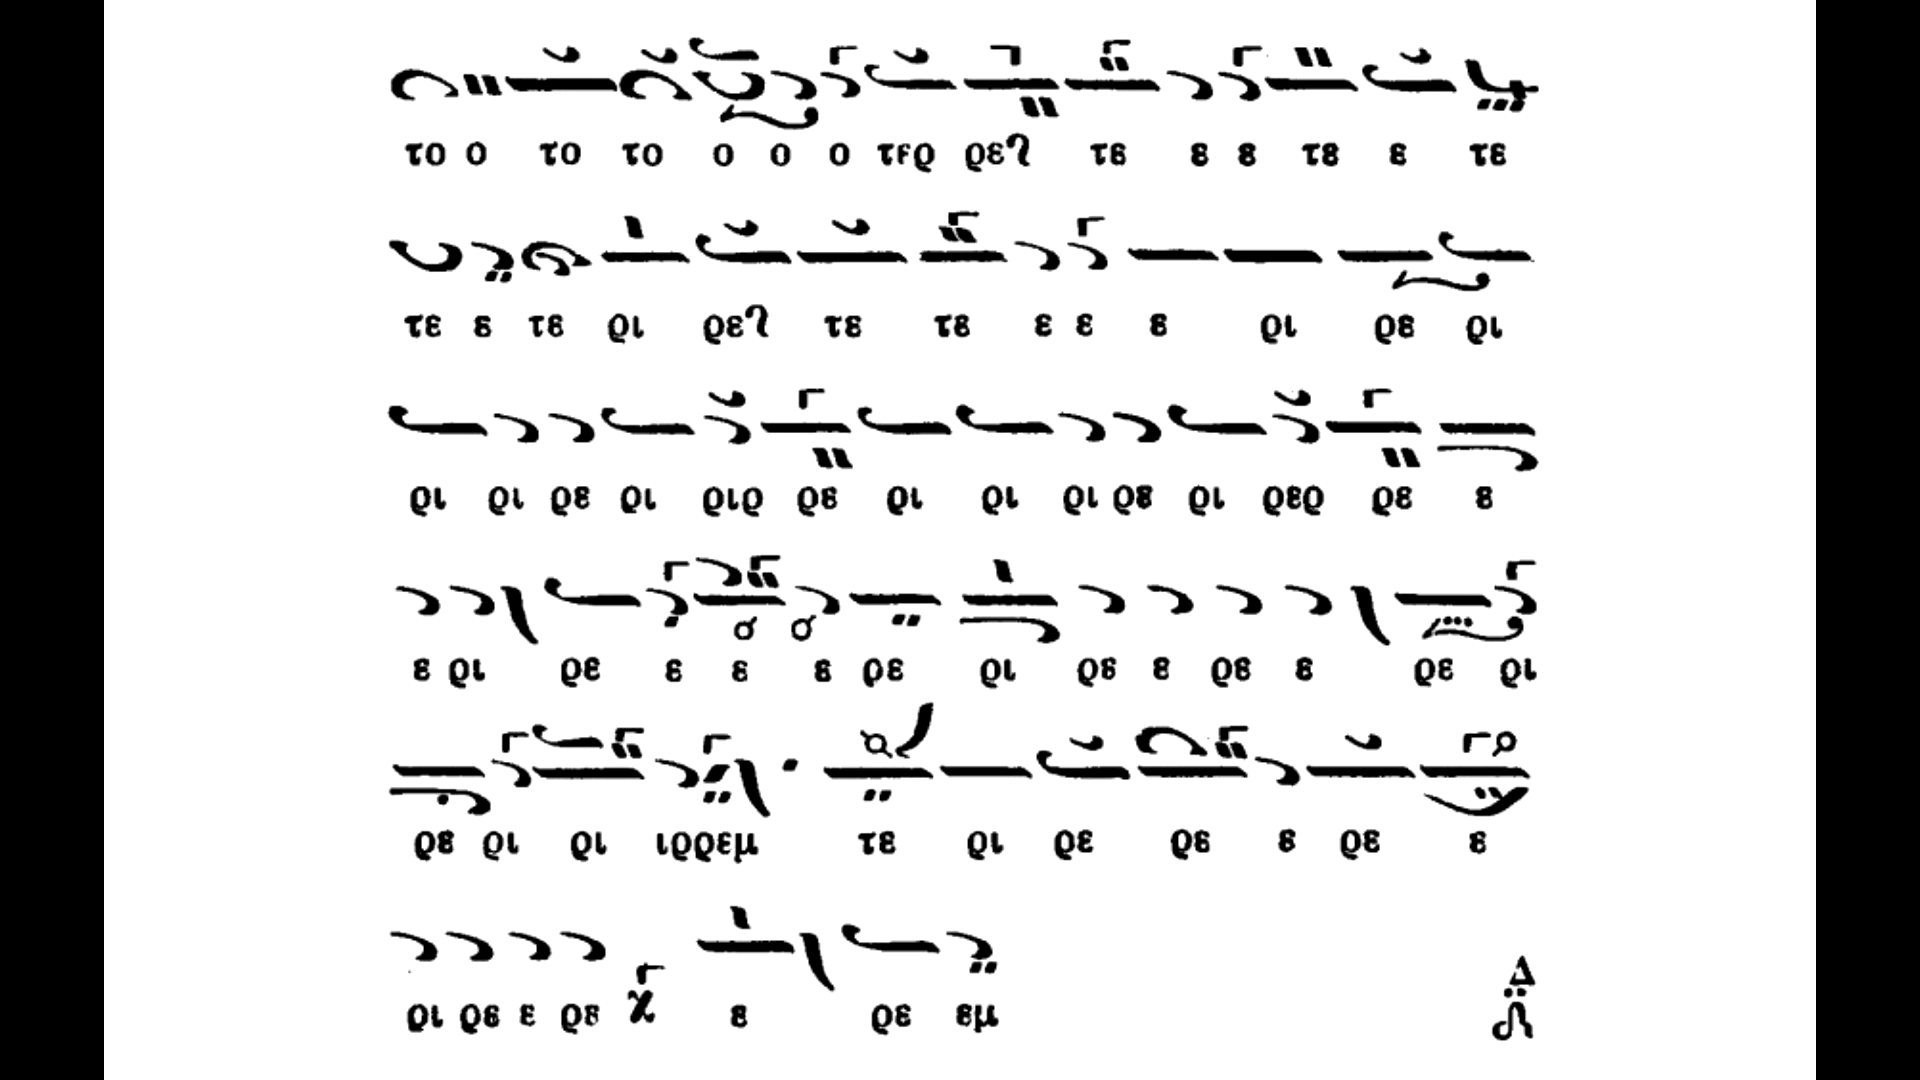 το ο το το ο ο ο τερ τε ε ε τε ε τε
τε ε τε ρι τε τε ε ε ε ρι ρε ρι
ρι ρι ρε ρι ριρ ρε ρι ρι ρι ρε ρι ρερ ρε ε
ε ρι ρε ε ε ε ρε ρι ρε ε ρε ε ρε ρι
ρε ρι ρι ιρρεμ τε ρι ρε ρε ε ρε ε
ρι ρε ε ρε χ ε ρε εμ Δ